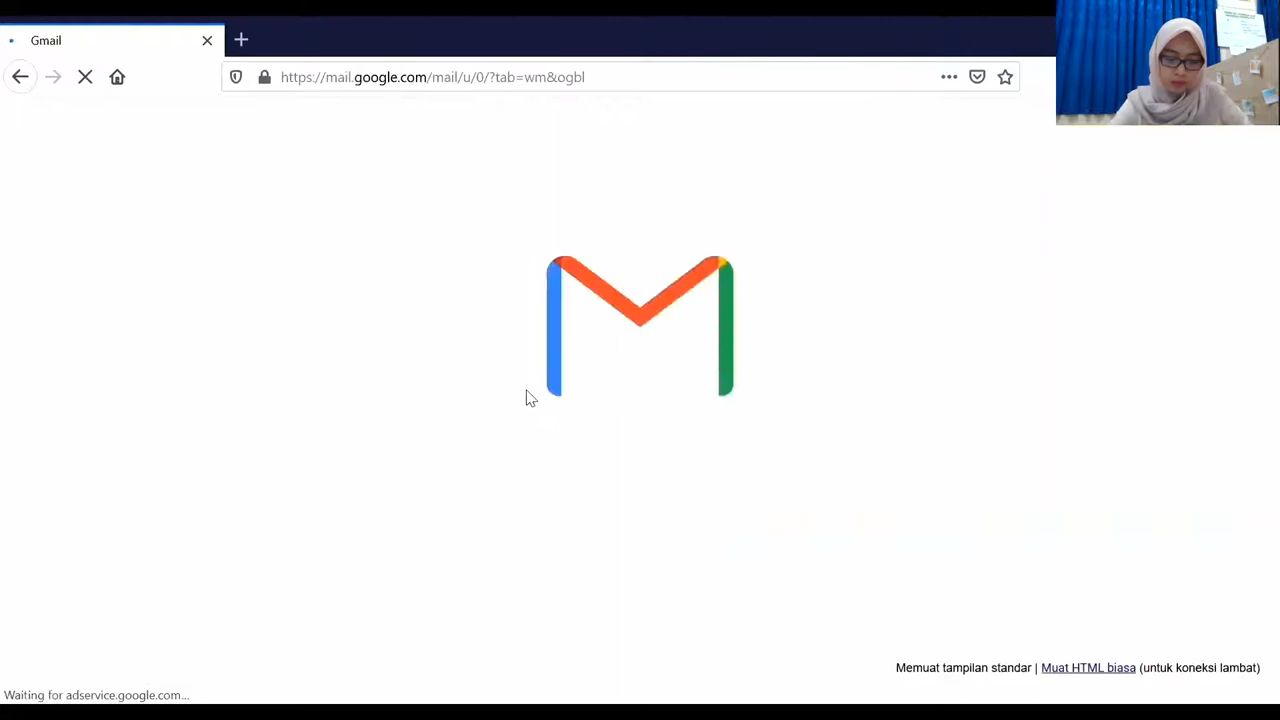 Gmail
https://mail.google.com/mail/u/0/?tab=wm&ogbl
Memuat tampilan standar | Muat HTML biasa (untuk koneksi lambat)
Waiting for adservice.google.com...